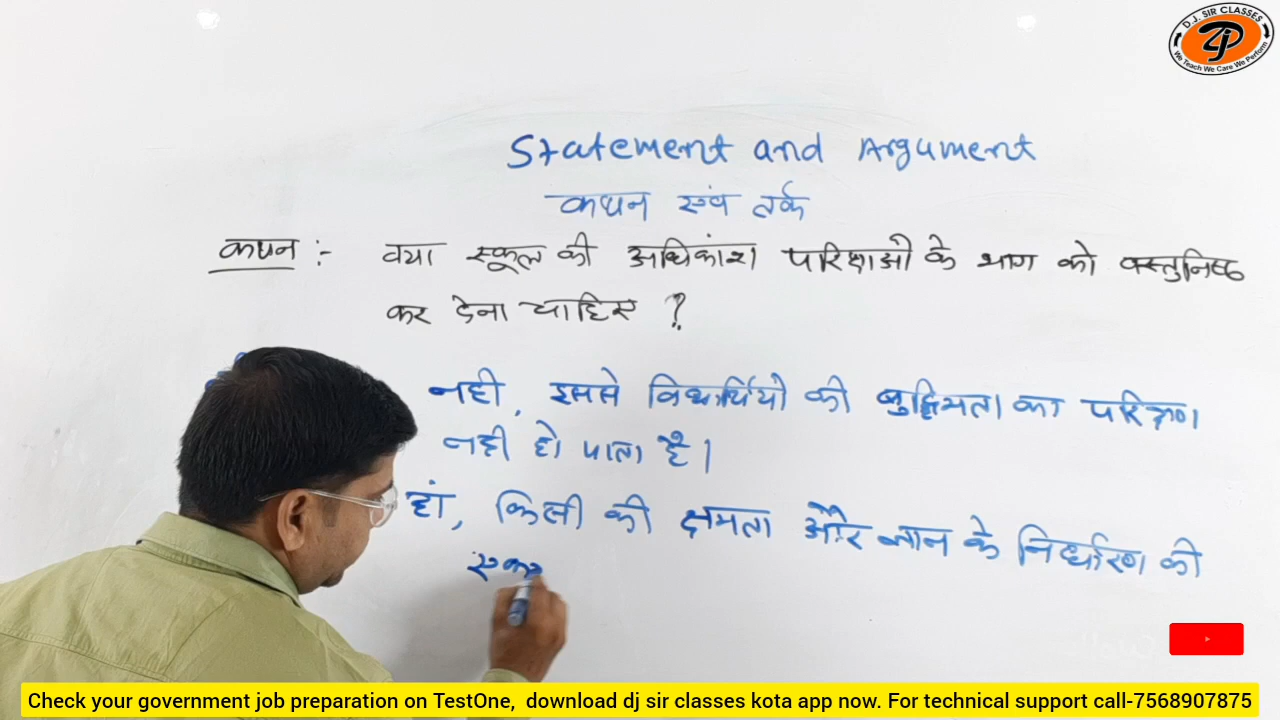 D.J. SIR CLASSES
We Teach We Care We Perform
Statement and Argument
कथन एवं तर्क
कथन :- क्या स्कूल की अधिकांश परिक्षाओ के भाग को वस्तुनिष्ठ
कर देना चाहिए ?
नही, इससे विधार्थियो की बुद्धिमता का परिक्षण
नही हो पाता है।
हां, किसी की क्षमता और ज्ञान के निर्धारण की
एक
Check your government job preparation on TestOne, download dj sir classes kota app now. For technical support call-7568907875